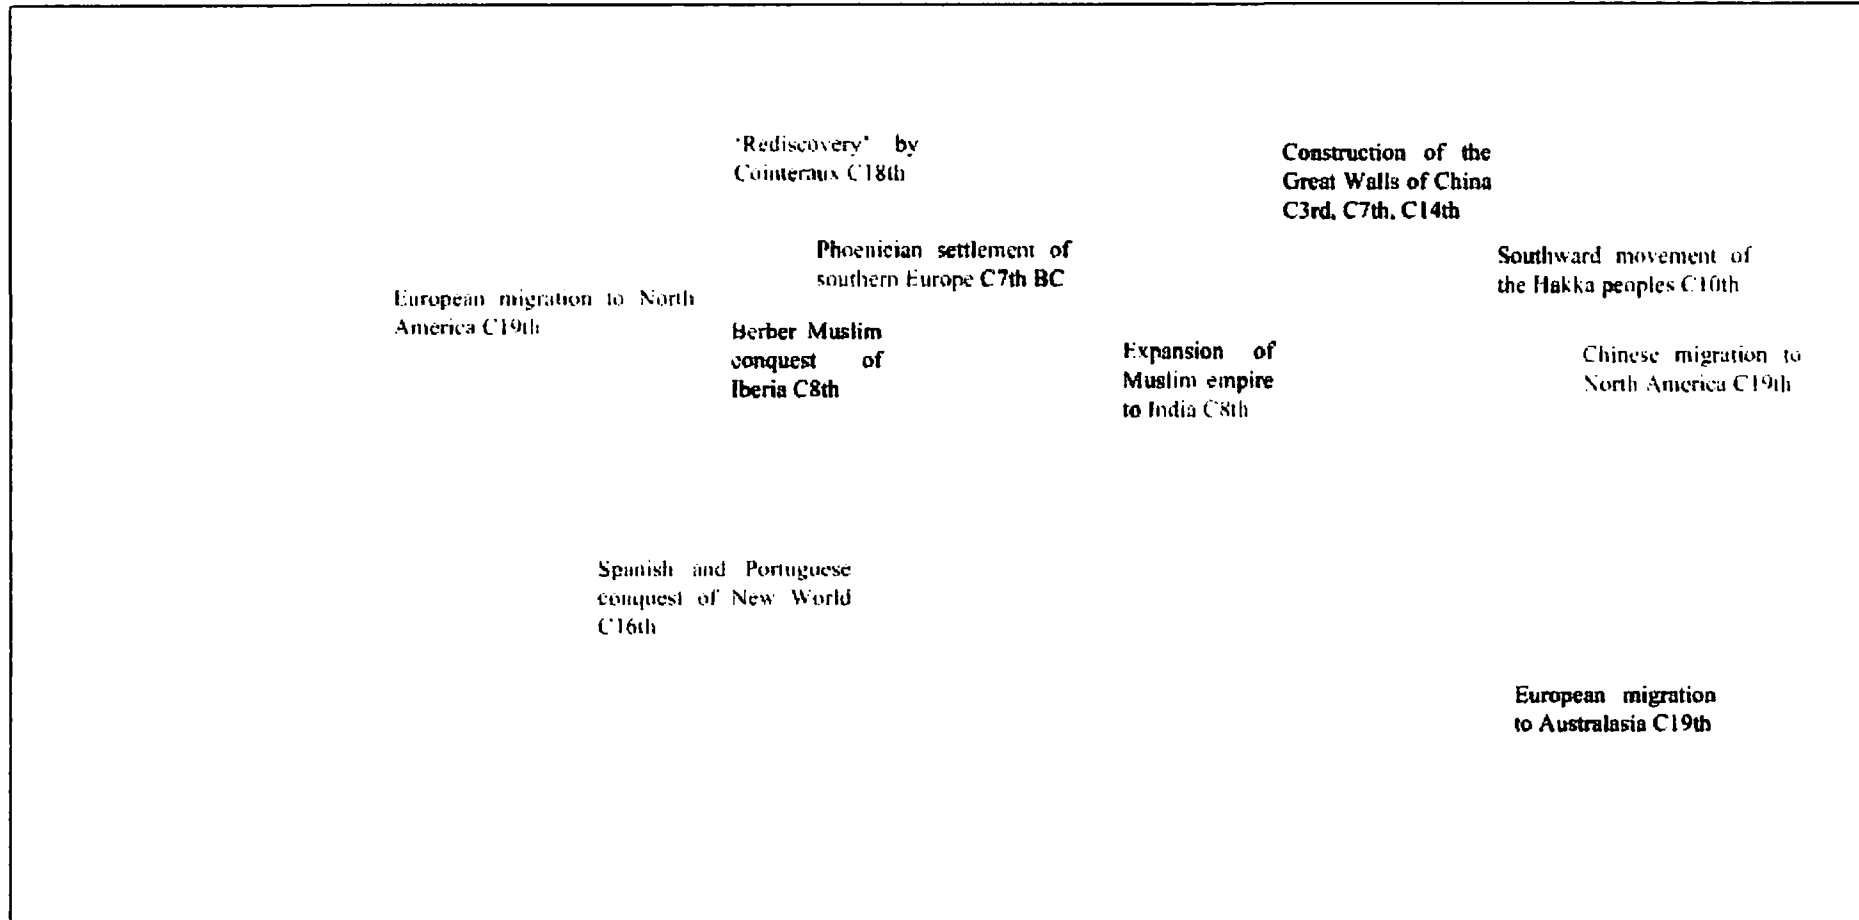 'Rediscovery' by
Cointeraux C18th
Construction of the
Great Walls of China
C3rd, C7th, C14th
Phoenician settlement of
southern Europe C7th BC
Southward movement of
the Hakka peoples C10th
European migration to North
America C19th
Berber Muslim
conquest of
Iberia C8th
Expansion of
Muslim empire
to India C8th
Chinese migration to
North America C19th
Spanish and Portuguese
conquest of New World
C16th
European migration
to Australasia C19th